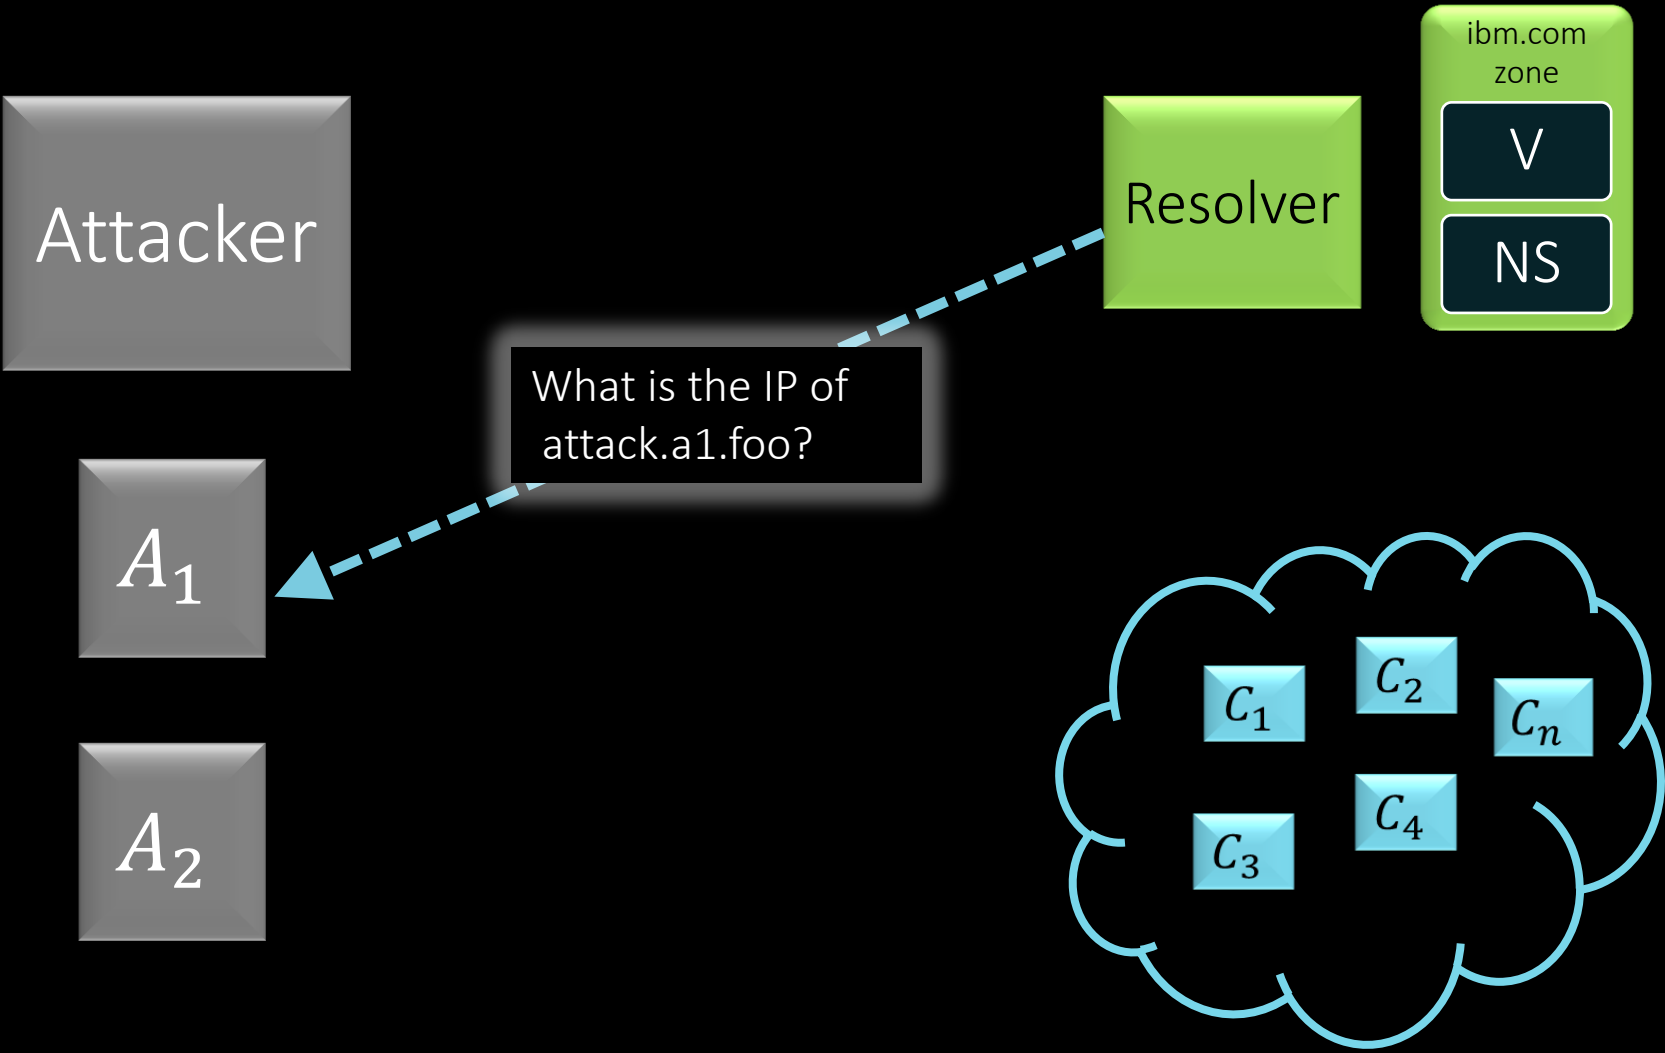 ibm.com
zone
V
NS
Attacker
Resolver
What is the IP of
attack.a1.foo?
A₁
A₂
C₁
C₂
Cₙ
C₃
C₄